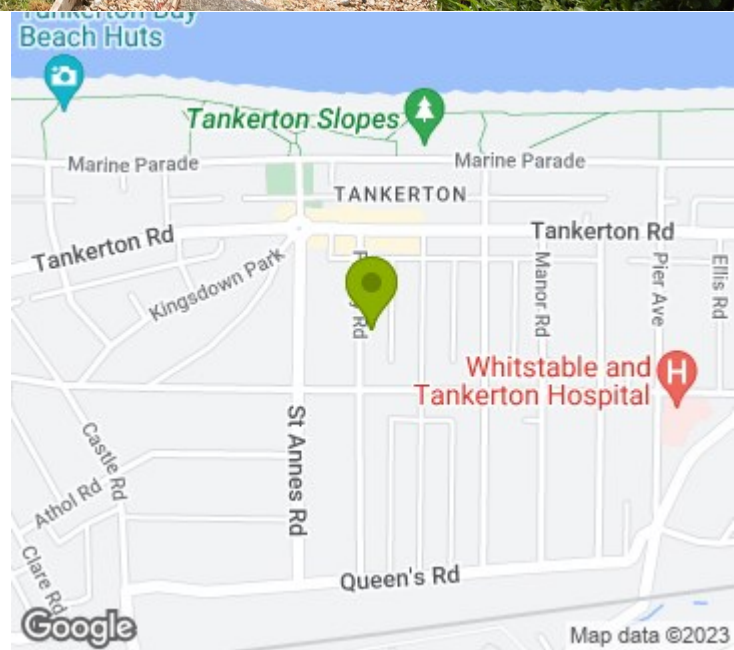 Tankerton Bay
Beach Huts
Tankerton Slopes
Marine Parade
Marine Parade
TANKERTON
Tankerton Rd
Tankerton Rd
Kingsdown Park
Manor Rd
Pier Ave
Ellis Rd
Whitstable and
Tankerton Hospital
H
St Annes Rd
Castle Rd
Athol Rd
Clare Rd
Queen's Rd
Google
Map data ©2023